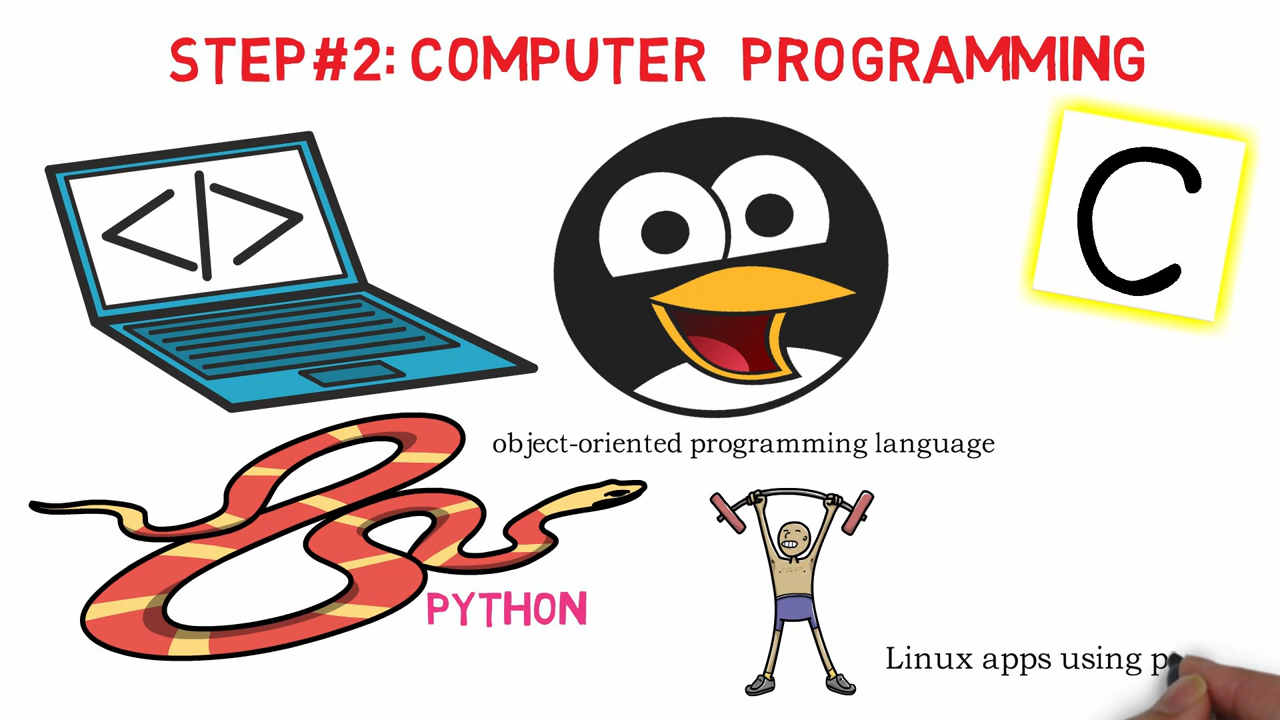 STEP#2: COMPUTER PROGRAMMING
C
</>
object-oriented programming language
PYTHON
Linux apps using p